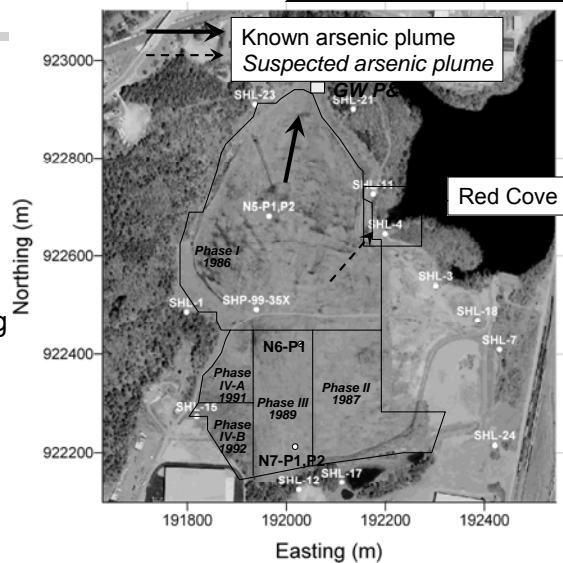 Known arsenic plume
Suspected arsenic plume
GW P&
923000
922800
922600
922400
922200
Northing (m)
SHL-23
SHL-21
SHL-11
N5-P1,P2
Red Cove
SHL-4
Phase I
1986
SHL-3
SHL-1
SHP-99-35X
SHL-18
SHL-7
N6-P1
Phase
IV-A
1991
Phase III
1989
Phase II
1987
SHL-15
Phase
IV-B
1992
SHL-24
N7-P1,P2
SHL-12
SHL-17
191800
192000
192200
192400
Easting (m)
g